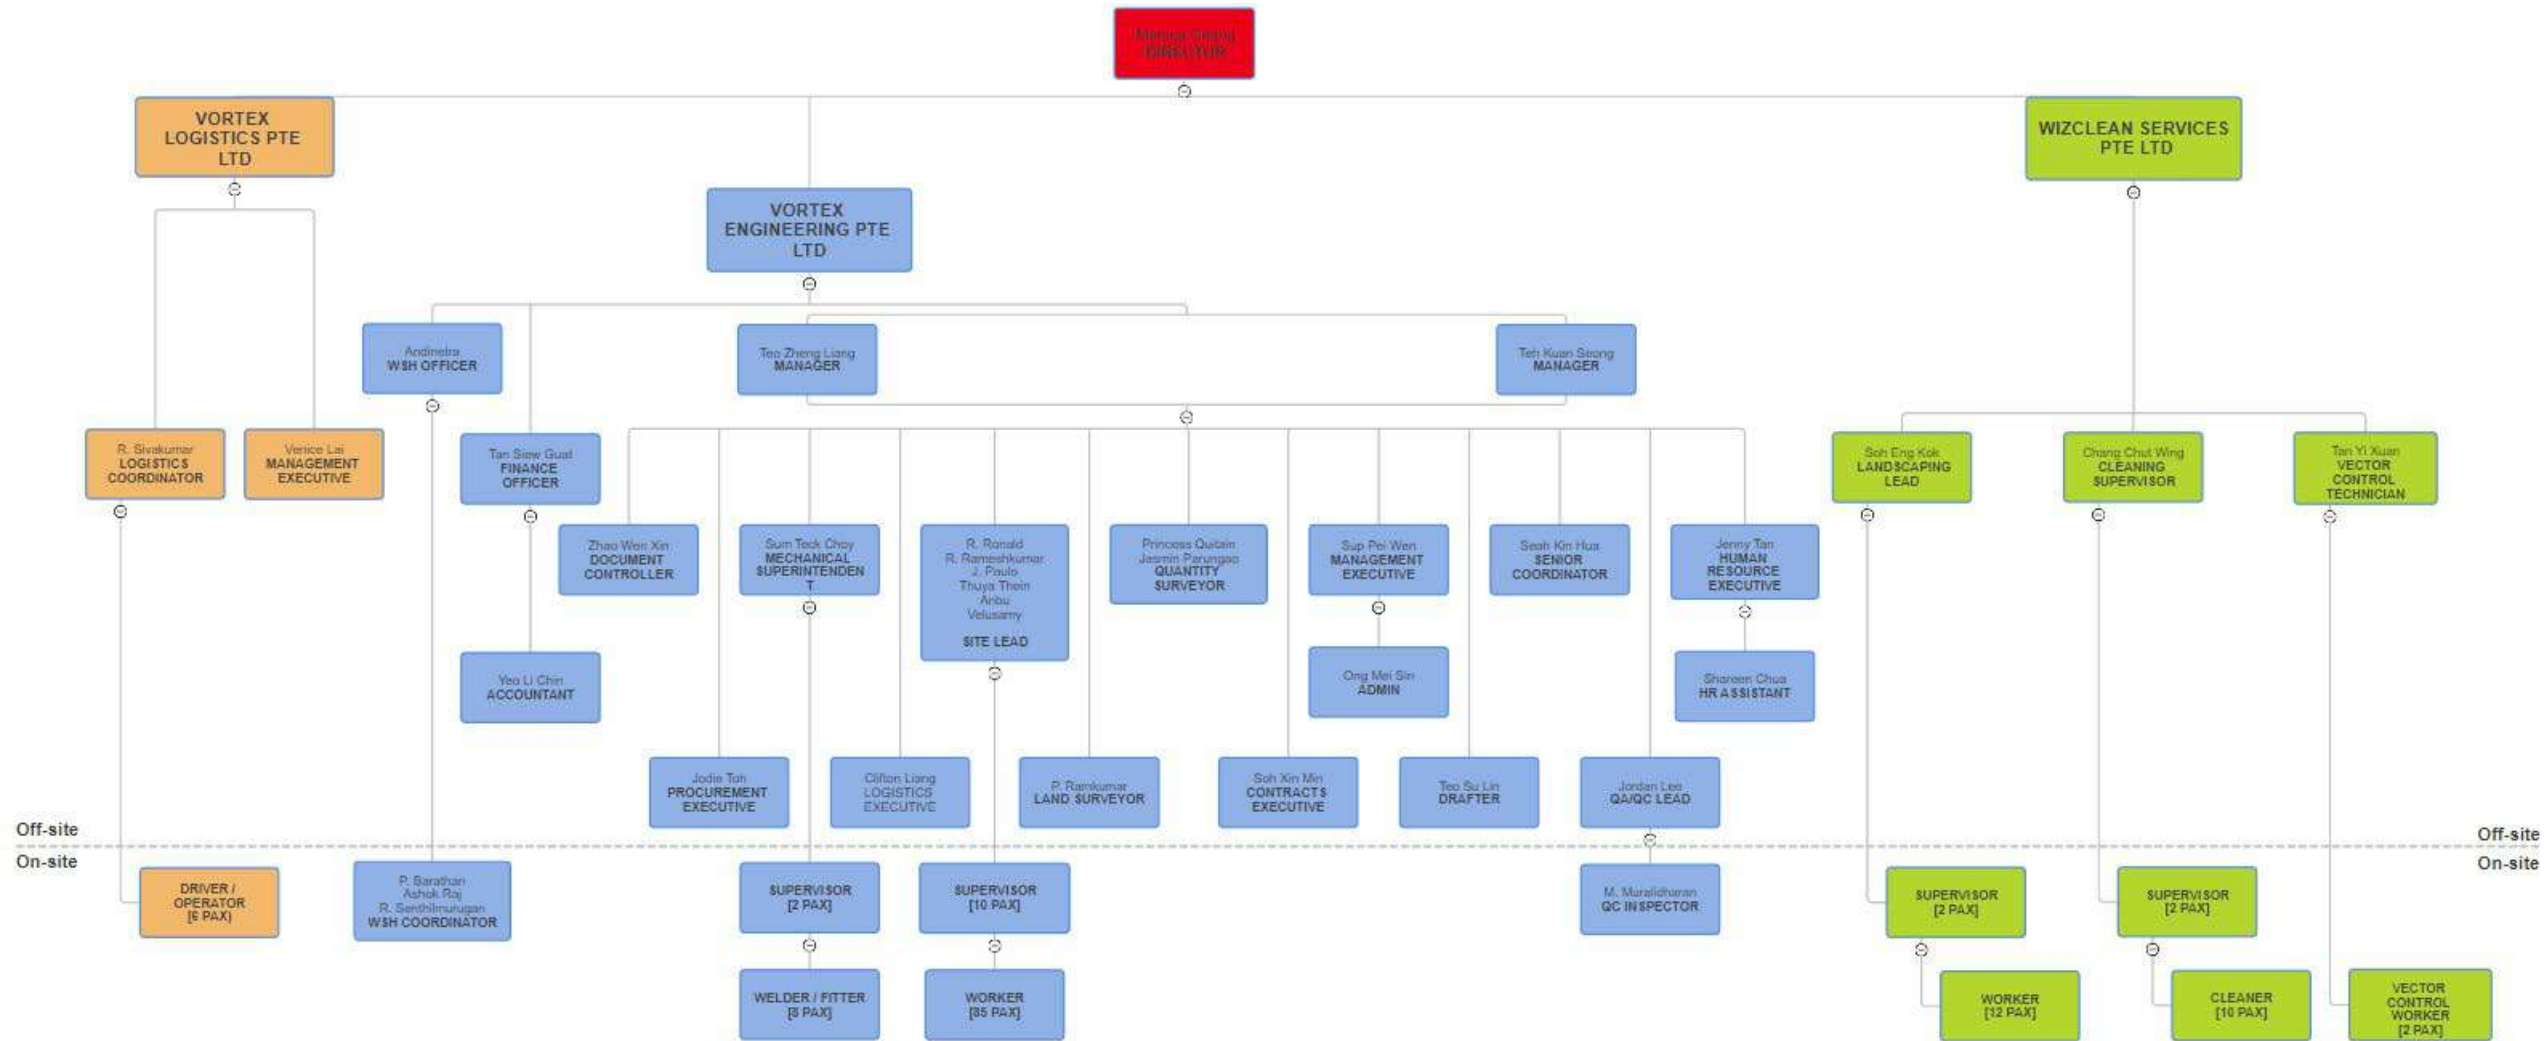 DIRECTOR
VORTEX
LOGISTICS PTE
LTD
WIZCLEAN SERVICES
PTE LTD
VORTEX
ENGINEERING PTE
LTD
Andinetra
WSH OFFICER
Teo Zheng Liang
MANAGER
Teh Kuan Seong
MANAGER
R. Sivakumar
LOGISTICS
COORDINATOR
Venice Lai
MANAGEMENT
EXECUTIVE
Tan Siew Guat
FINANCE
OFFICER
Soh Eng Kok
LANDSCAPING
LEAD
Chang Chut Wing
CLEANING
SUPERVISOR
Tan Yi Xuan
VECTOR
CONTROL
TECHNICIAN
Zhao Wen Xin
DOCUMENT
CONTROLLER
Sum Teck Choy
MECHANICAL
SUPERINTENDEN
T
R. Ronald
R. Rameshkumar
J. Paulo
Thuya Thein
Anbu
Velusamy
SITE LEAD
Princess Quitain
Jasmin Parungao
QUANTITY
SURVEYOR
Sup Pei Wen
MANAGEMENT
EXECUTIVE
Seah Kin Hua
SENIOR
COORDINATOR
Jenny Tan
HUMAN
RESOURCE
EXECUTIVE
Yeo Li Chin
ACCOUNTANT
Ong Mei Sin
ADMIN
Shareen Chua
HR ASSISTANT
Jodie Toh
PROCUREMENT
EXECUTIVE
Clifton Liang
LOGISTICS
EXECUTIVE
P. Ramkumar
LAND SURVEYOR
Soh Xin Min
CONTRACTS
EXECUTIVE
Teo Su Lin
DRAFTER
Jordan Lee
QA/QC LEAD
Off-site
Off-site
On-site
On-site
DRIVER /
OPERATOR
[6 PAX)
P. Barathan
Ashok Raj
R. Senthilmurugan
WSH COORDINATOR
SUPERVISOR
[2 PAX]
SUPERVISOR
[10 PAX]
M. Muralidharan
QC INSPECTOR
SUPERVISOR
[2 PAX]
SUPERVISOR
[2 PAX]
WELDER / FITTER
[8 PAX]
WORKER
[85 PAX]
WORKER
[12 PAX]
CLEANER
[10 PAX]
VECTOR
CONTROL
WORKER
[2 PAX]